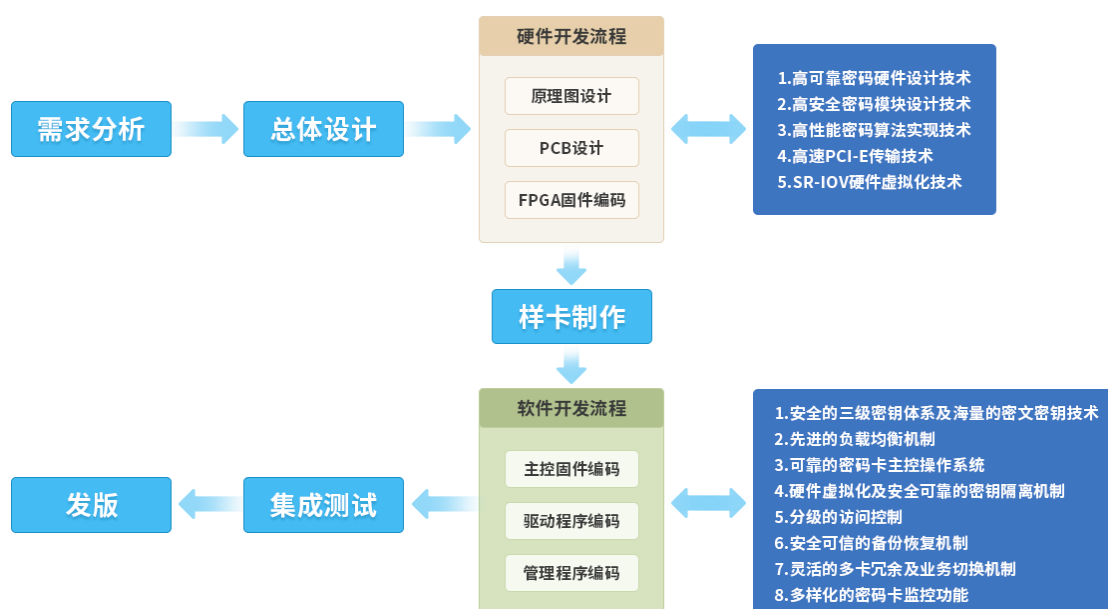 需求分析
总体设计
硬件开发流程
原理图设计
PCB设计
FPGA固件编码
1.高可靠密码硬件设计技术
2.高安全密码模块设计技术
3.高性能密码算法实现技术
4.高速PCI-E传输技术
5.SR-IOV硬件虚拟化技术
样卡制作
软件开发流程
主控固件编码
驱动程序编码
管理程序编码
1.安全的三级密钥体系及海量的密文密钥技术
2.先进的负载均衡机制
3.可靠的密码卡主控操作系统
4.硬件虚拟化及安全可靠的密钥隔离机制
5.分级的访问控制
6.安全可信的备份恢复机制
7.灵活的多卡冗余及业务切换机制
8.多样化的密码卡监控功能
集成测试
发版